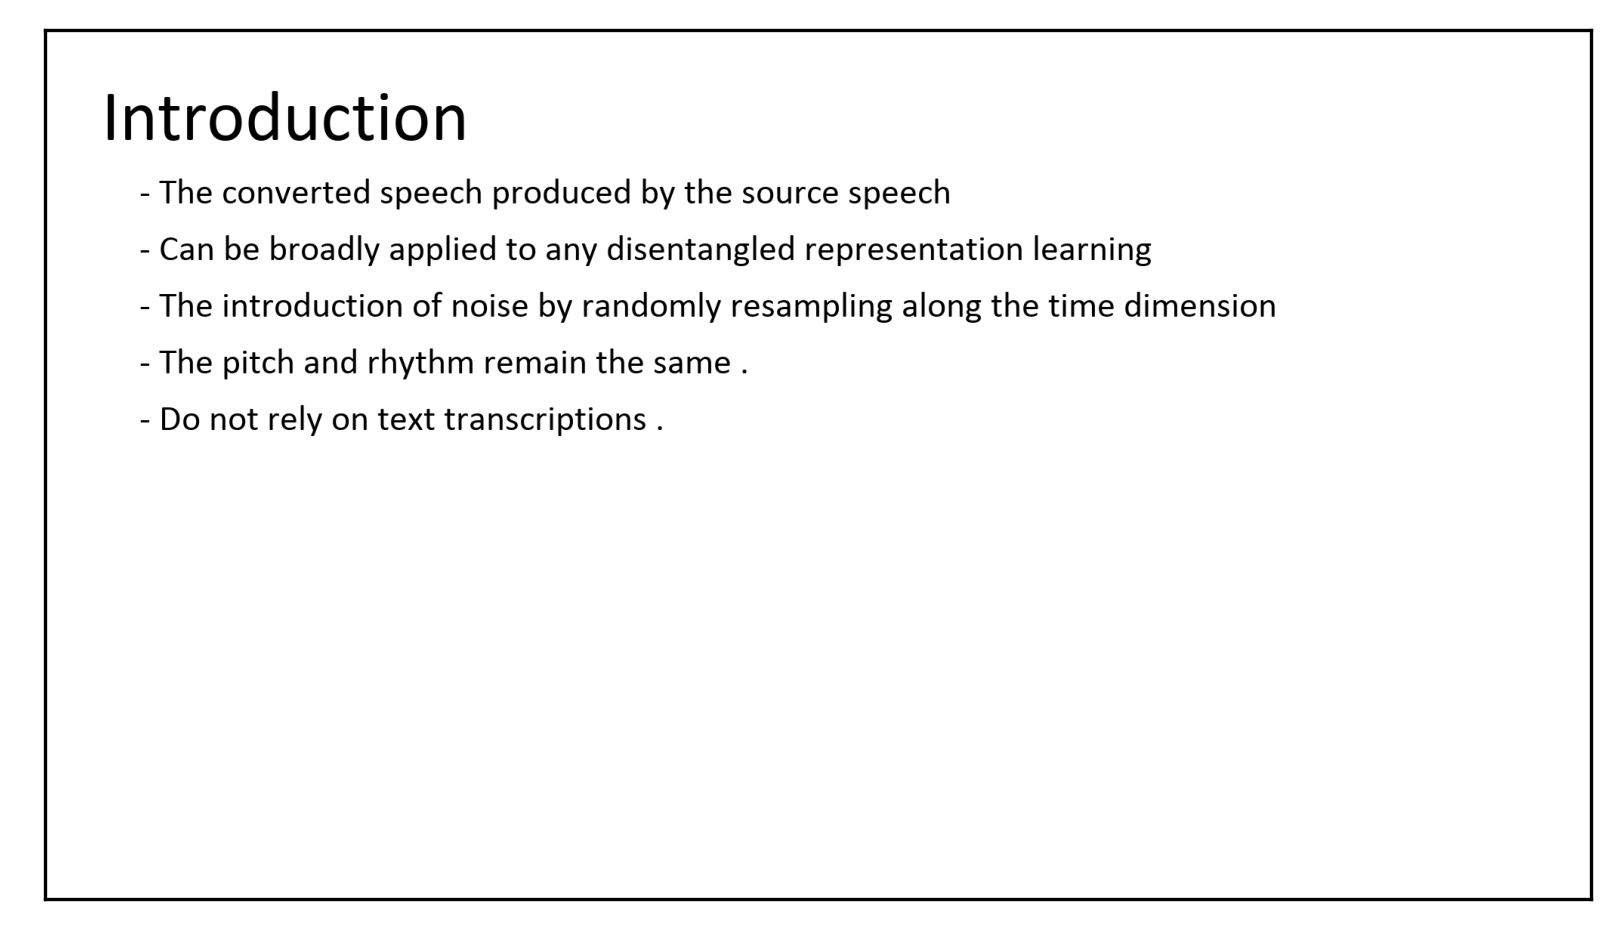 Introduction
- The converted speech produced by the source speech
- Can be broadly applied to any disentangled representation learning
- The introduction of noise by randomly resampling along the time dimension
- The pitch and rhythm remain the same .
- Do not rely on text transcriptions .